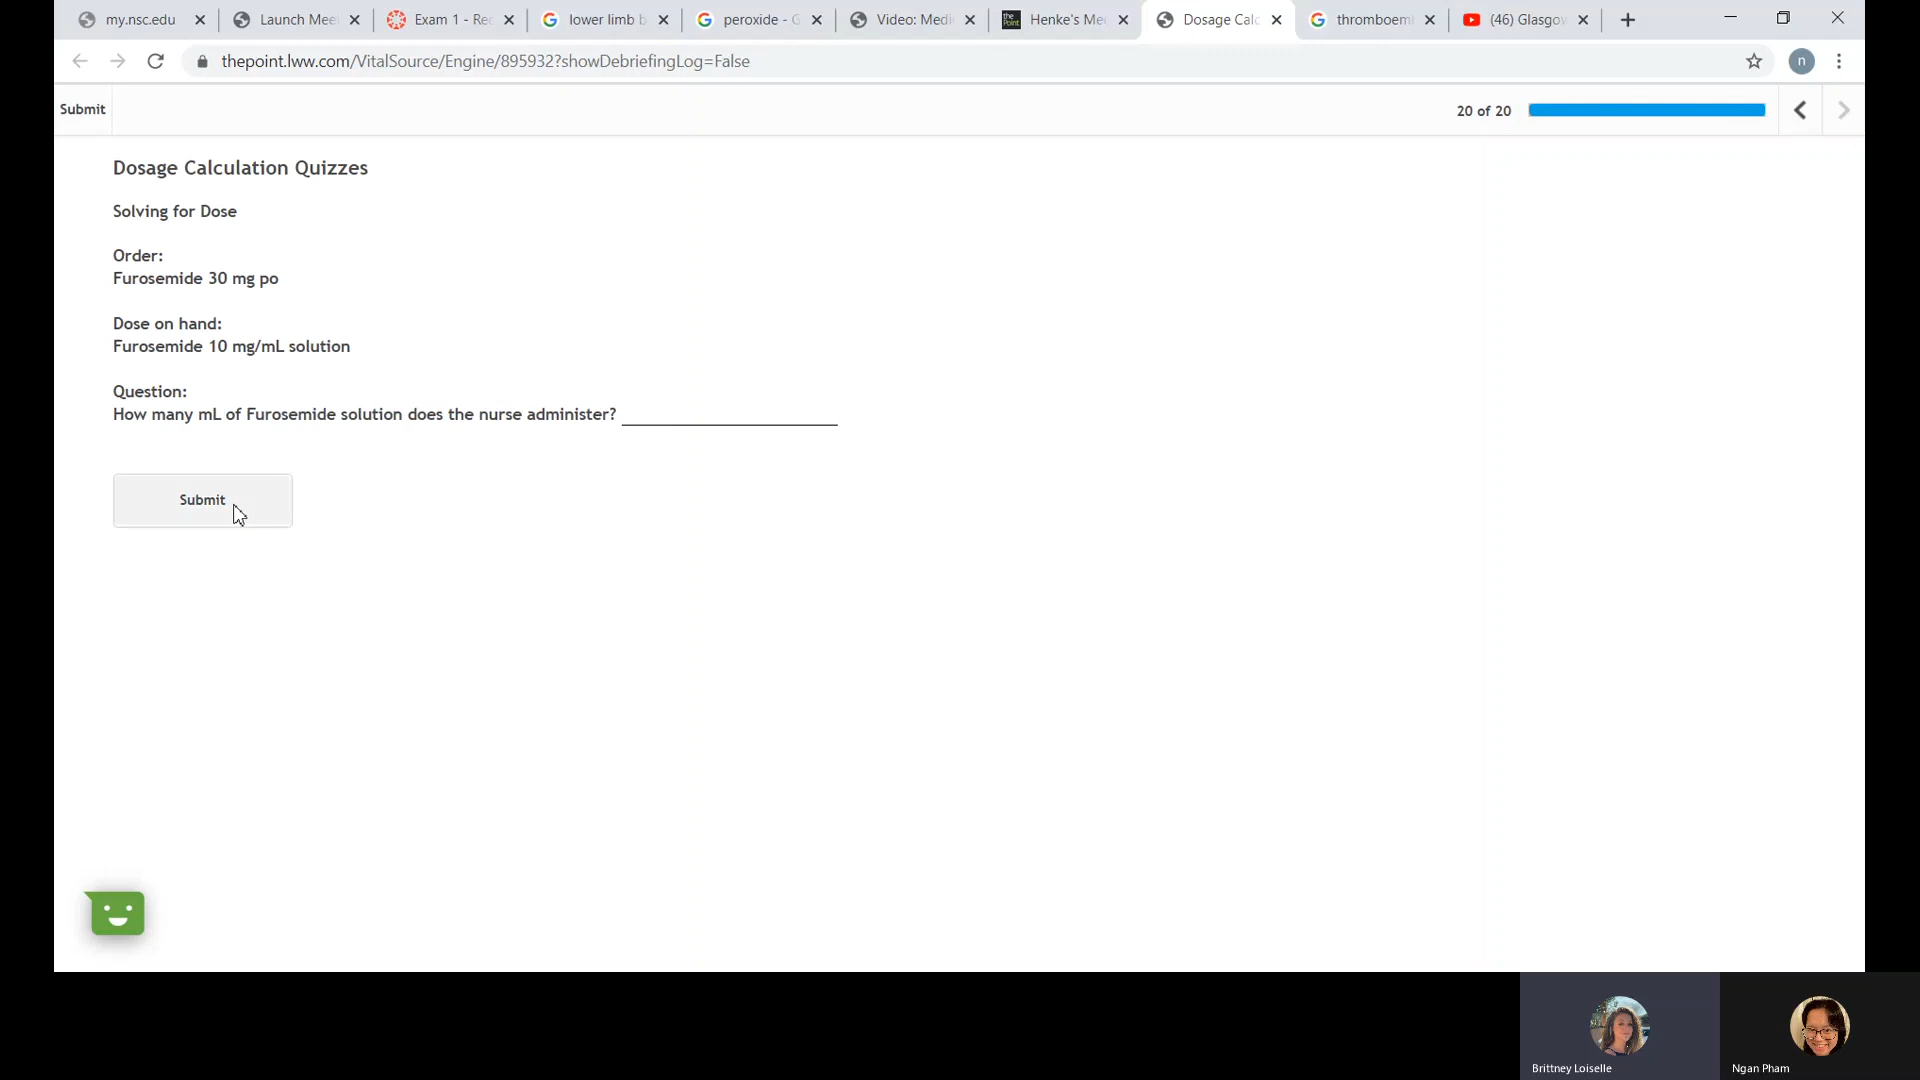 my.nsc.edu
Launch Mee
Exam 1 - Rec
lower limb b
peroxide - G
Video: Medi
Henke's Me
Dosage Calc
thromboem
(46) Glasgow
thepoint.lww.com/VitalSource/Engine/895932?showDebriefingLog=False
n
Submit
20 of 20
Dosage Calculation Quizzes
Solving for Dose
Order:
Furosemide 30 mg po
Dose on hand:
Furosemide 10 mg/mL solution
Question:
How many mL of Furosemide solution does the nurse administer?
Submit
Brittney Loiselle
Ngan Pham